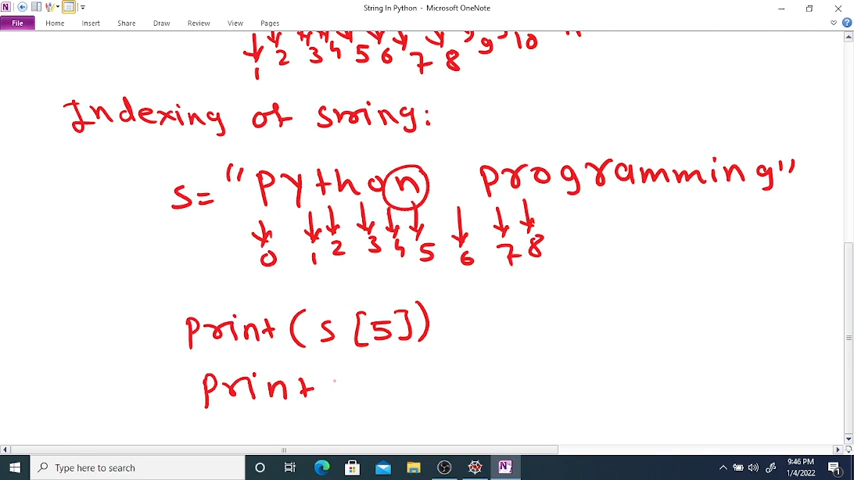 String In Python - Microsoft OneNote
File Home Insert Share Draw Review View Pages
1 2 3 4 5 6 7 8 9 10
Indexing of string:
s= "python programming"
0 1 2 3 4 5 6 7 8
print(s[5])
print
Type here to search
9:46 PM
1/4/2022